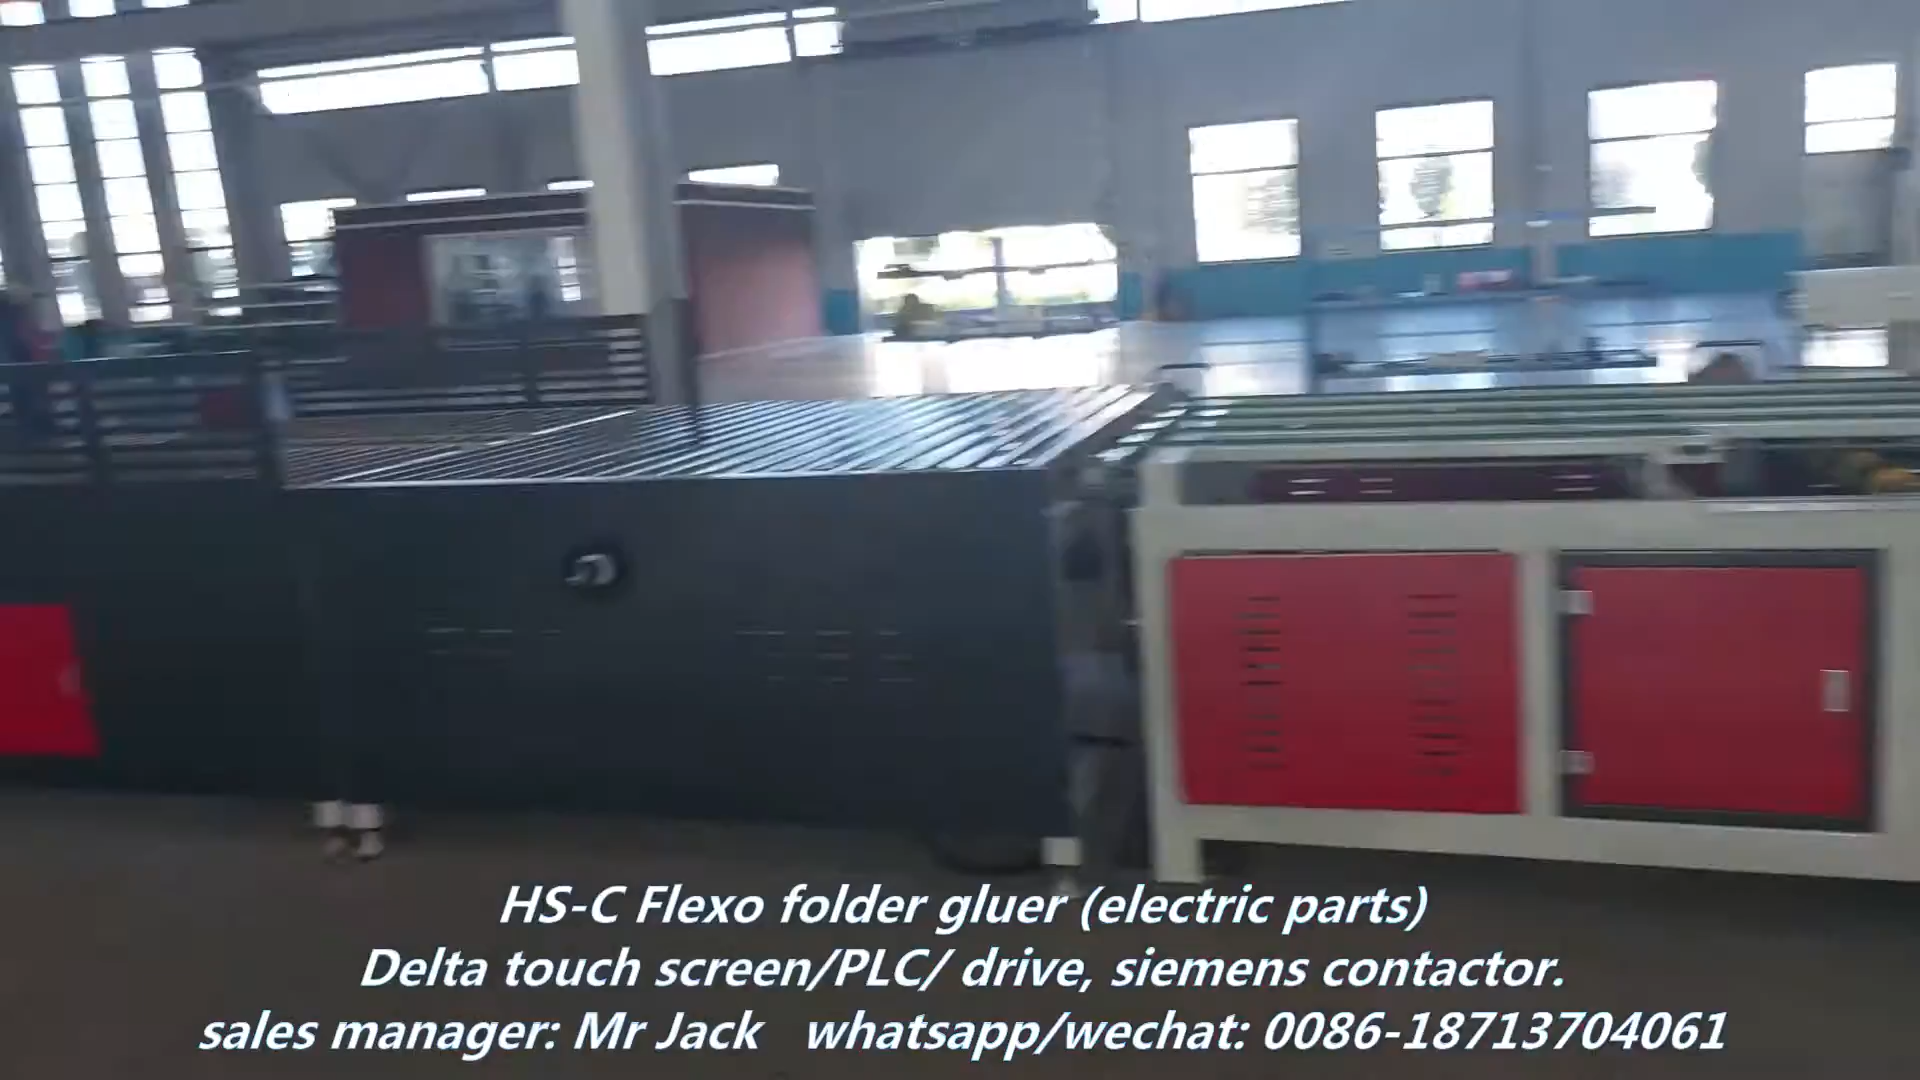 HS-C Flexo folder gluer (electric parts)
Delta touch screen/PLC/ drive, siemens contactor.
sales manager: Mr Jack whatsapp/wechat: 0086-18713704061